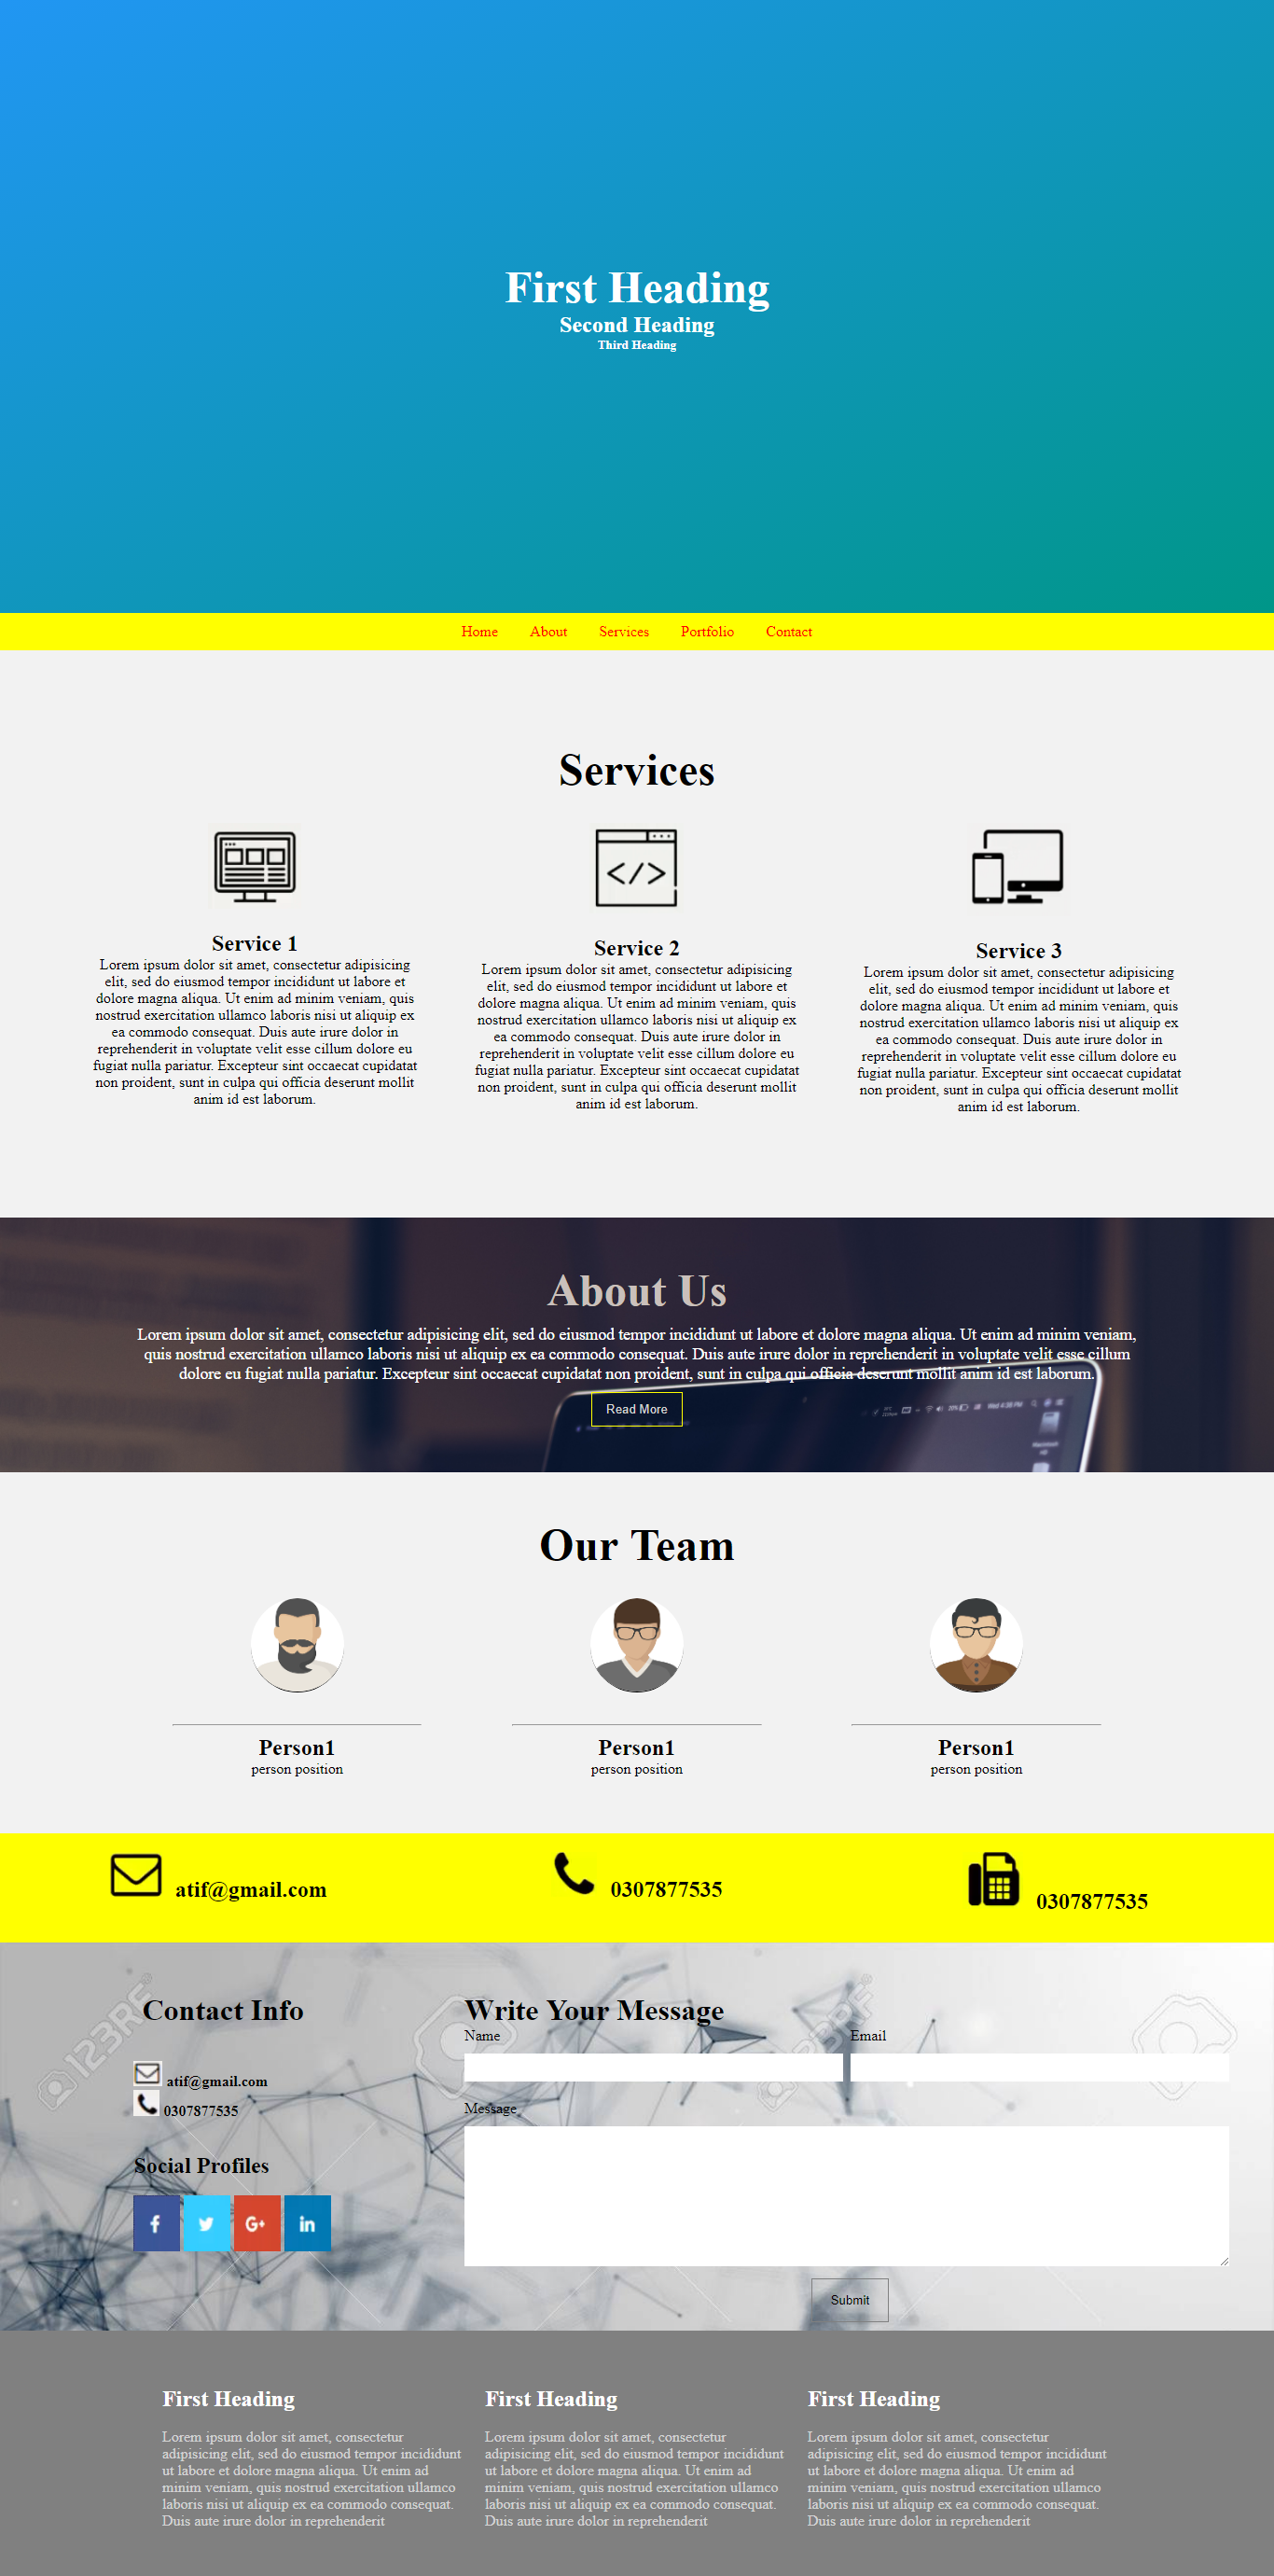 First Heading
Second Heading
Third Heading
Home About Services Portfolio Contact
Services
Service 1
Lorem ipsum dolor sit amet, consectetur adipisicing
elit, sed do eiusmod tempor incididunt ut labore et
dolore magna aliqua. Ut enim ad minim veniam, quis
nostrud exercitation ullamco laboris nisi ut aliquip ex
ea commodo consequat. Duis aute irure dolor in
reprehenderit in voluptate velit esse cillum dolore eu
fugiat nulla pariatur. Excepteur sint occaecat cupidatat
non proident, sunt in culpa qui officia deserunt mollit
anim id est laborum.
Service 2
Lorem ipsum dolor sit amet, consectetur adipisicing
elit, sed do eiusmod tempor incididunt ut labore et
dolore magna aliqua. Ut enim ad minim veniam, quis
nostrud exercitation ullamco laboris nisi ut aliquip ex
ea commodo consequat. Duis aute irure dolor in
reprehenderit in voluptate velit esse cillum dolore eu
fugiat nulla pariatur. Excepteur sint occaecat cupidatat
non proident, sunt in culpa qui officia deserunt mollit
anim id est laborum.
Service 3
Lorem ipsum dolor sit amet, consectetur adipisicing
elit, sed do eiusmod tempor incididunt ut labore et
dolore magna aliqua. Ut enim ad minim veniam, quis
nostrud exercitation ullamco laboris nisi ut aliquip ex
ea commodo consequat. Duis aute irure dolor in
reprehenderit in voluptate velit esse cillum dolore eu
fugiat nulla pariatur. Excepteur sint occaecat cupidatat
non proident, sunt in culpa qui officia deserunt mollit
anim id est laborum.
About Us
Lorem ipsum dolor sit amet, consectetur adipisicing elit, sed do eiusmod tempor incididunt ut labore et dolore magna aliqua. Ut enim ad minim veniam,
quis nostrud exercitation ullamco laboris nisi ut aliquip ex ea commodo consequat. Duis aute irure dolor in reprehenderit in voluptate velit esse cillum
dolore eu fugiat nulla pariatur. Excepteur sint occaecat cupidatat non proident, sunt in culpa qui officia deserunt mollit anim id est laborum.
Read More
Wed 4:38 PM
Our Team
Person1
person position
Person1
person position
Person1
person position
atif@gmail.com
0307877535
0307877535
Contact Info
atif@gmail.com
0307877535
Social Profiles
f G+ in
Write Your Message
Name Email
Message
Submit
123RF
123RF
First Heading
Lorem ipsum dolor sit amet, consectetur
adipisicing elit, sed do eiusmod tempor incididunt
ut labore et dolore magna aliqua. Ut enim ad
minim veniam, quis nostrud exercitation ullamco
laboris nisi ut aliquip ex ea commodo consequat.
Duis aute irure dolor in reprehenderit
First Heading
Lorem ipsum dolor sit amet, consectetur
adipisicing elit, sed do eiusmod tempor incididunt
ut labore et dolore magna aliqua. Ut enim ad
minim veniam, quis nostrud exercitation ullamco
laboris nisi ut aliquip ex ea commodo consequat.
Duis aute irure dolor in reprehenderit
First Heading
Lorem ipsum dolor sit amet, consectetur
adipisicing elit, sed do eiusmod tempor incididunt
ut labore et dolore magna aliqua. Ut enim ad
minim veniam, quis nostrud exercitation ullamco
laboris nisi ut aliquip ex ea commodo consequat.
Duis aute irure dolor in reprehenderit